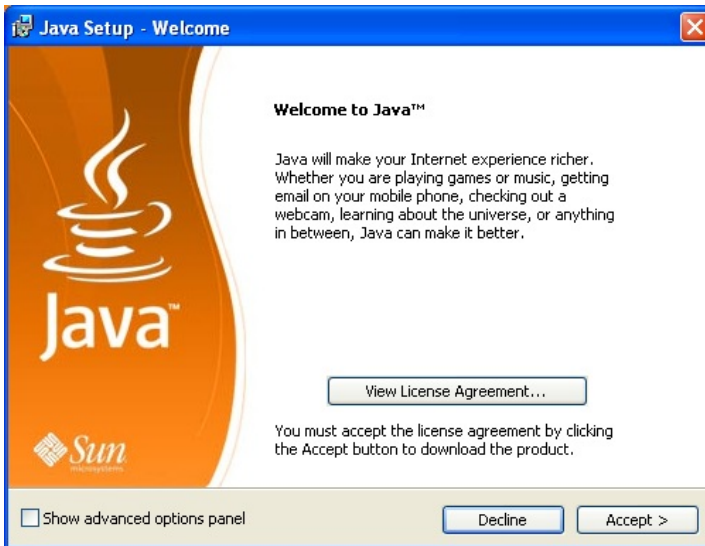 Java Setup - Welcome
Welcome to Java™
Java will make your Internet experience richer.
Whether you are playing games or music, getting
email on your mobile phone, checking out a
webcam, learning about the universe, or anything
in between, Java can make it better.
Java™
View License Agreement...
You must accept the license agreement by clicking
the Accept button to download the product.
Sun
microsystems
Show advanced options panel
Decline
Accept >